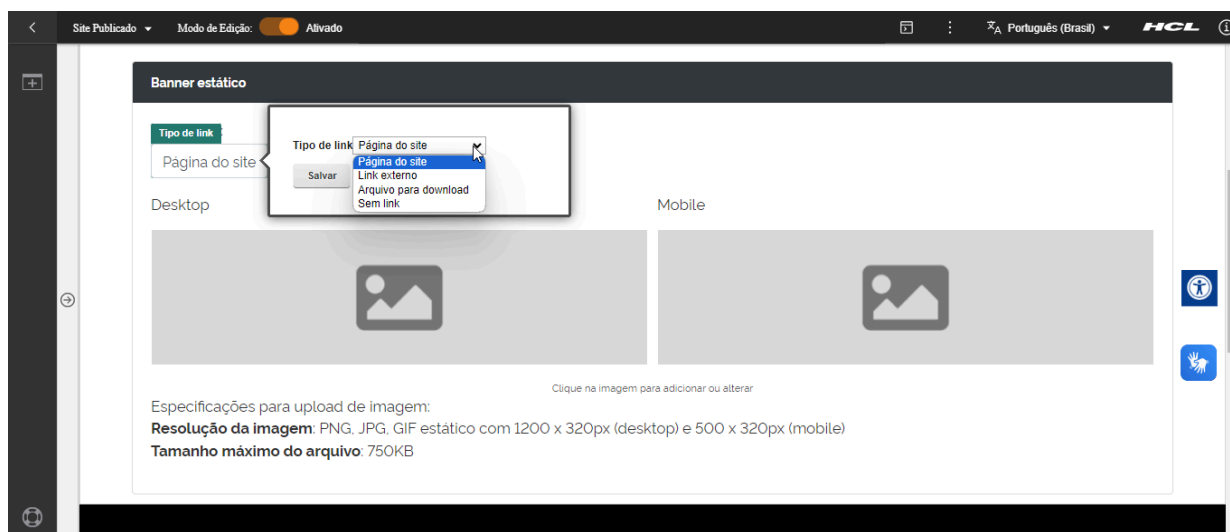 Site Publicado
Modo de Edição:
Ativado
Português (Brasil)
HCL
Banner estático
Tipo de link
Página do site
Tipo de link Página do site
Página do site
Link externo
Arquivo para download
Sem link
Salvar
Desktop
Mobile
Clique na imagem para adicionar ou alterar
Especificações para upload de imagem:
Resolução da imagem: PNG, JPG, GIF estático com 1200 x 320px (desktop) e 500 x 320px (mobile)
Tamanho máximo do arquivo: 750KB